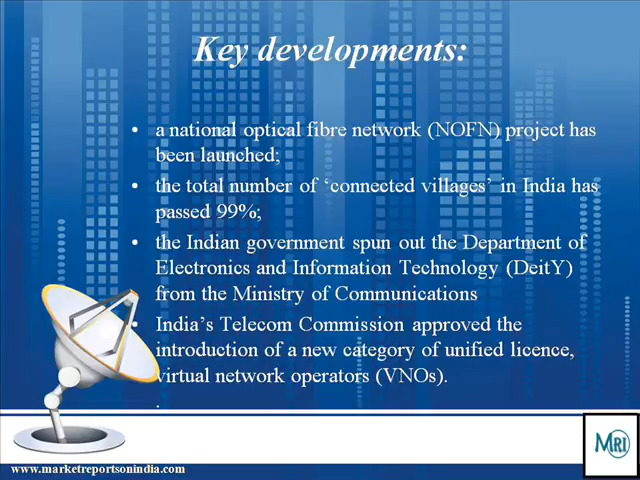 Key developments:
• a national optical fibre network (NOFN) project has
been launched;
• the total number of ‘connected villages’ in India has
passed 99%;
• the Indian government spun out the Department of
Electronics and Information Technology (DeitY)
from the Ministry of Communications
• India’s Telecom Commission approved the
introduction of a new category of unified licence,
virtual network operators (VNOs).
.
MRI
www.marketreportsonindia.com